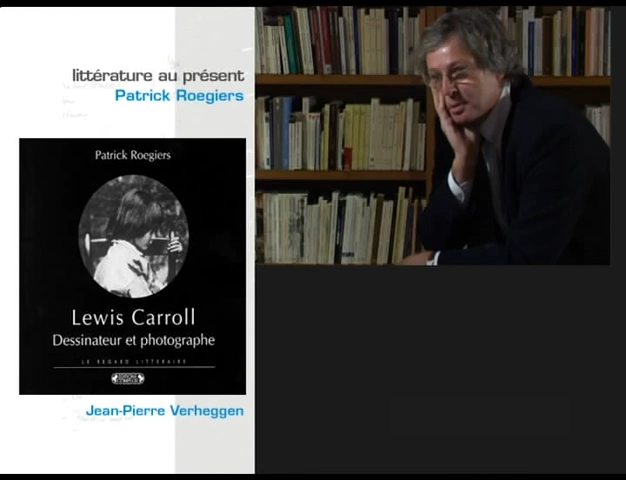 littérature au présent
Patrick Roegiers
Patrick Roegiers
Lewis Carroll
Dessinateur et photographe
LE REGARD LITTÉRAIRE
Jean-Pierre Verheggen